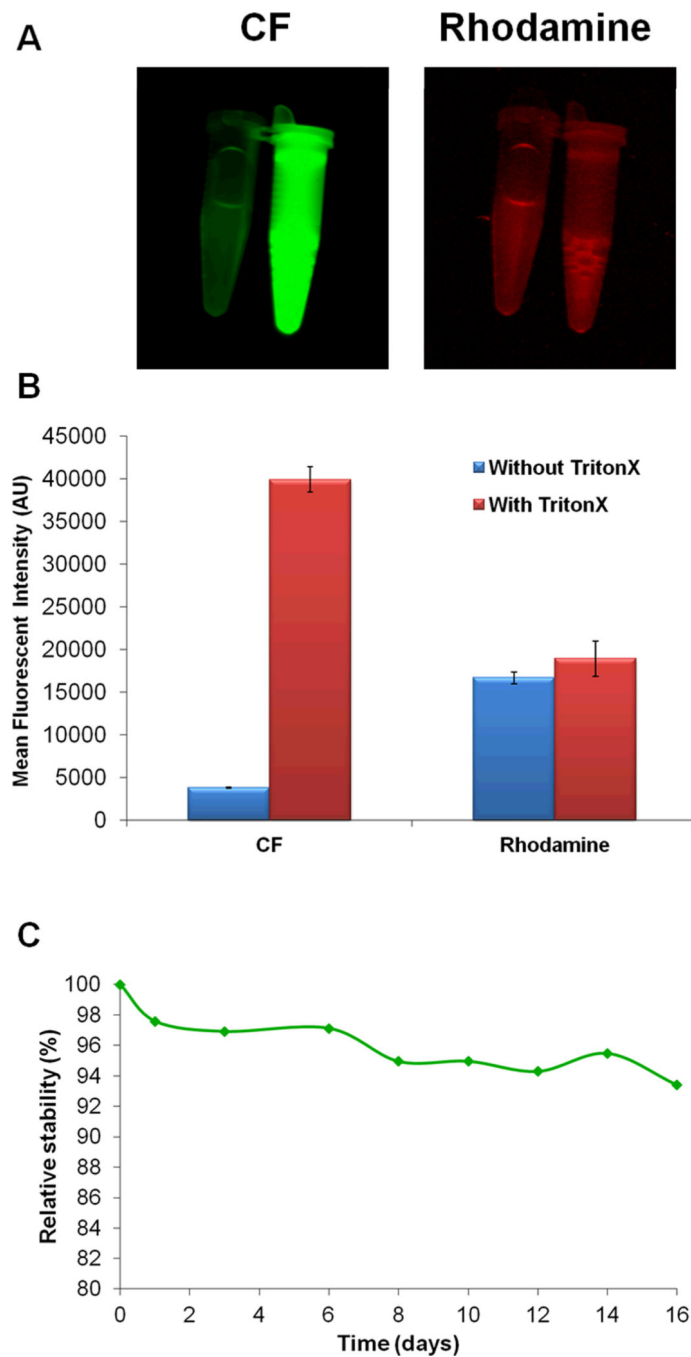 A
CF
Rhodamine
B
45000
40000
35000
30000
25000
20000
15000
10000
5000
0
Mean Fluorescent Intensity (AU)
Without TritonX
With TritonX
CF
Rhodamine
C
100
98
96
94
92
90
88
86
84
82
80
Relative stability (%)
0 2 4 6 8 10 12 14 16
Time (days)